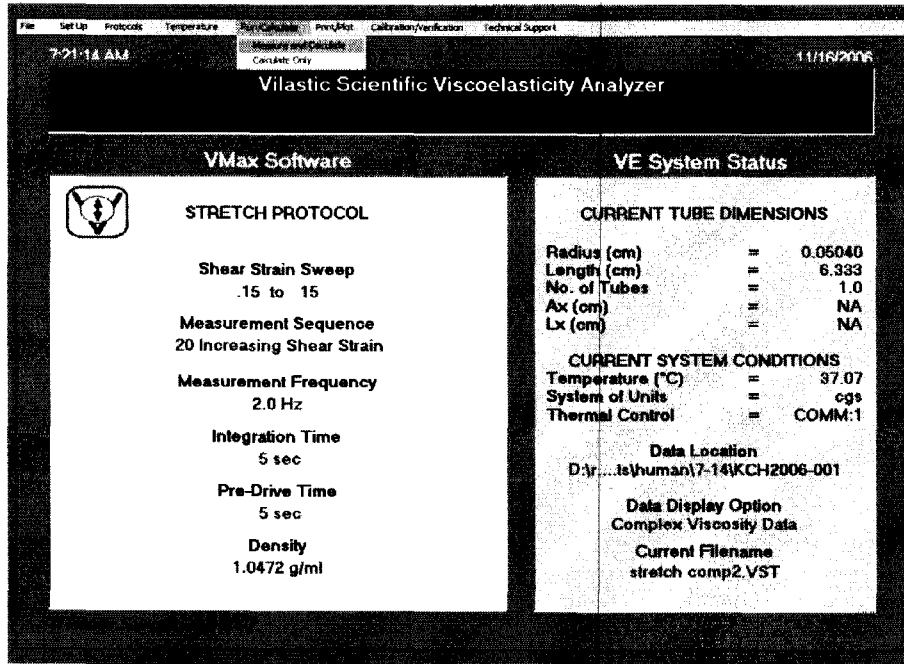 File Set Up Protocols Temperature Run/Calculate Print/Plot Calibration/Verification Technical Support
Measure and Calculate
Calculate Only
7:21:14 AM 11/16/2006
Vilastic Scientific Viscoelasticity Analyzer
VMax Software
STRETCH PROTOCOL
Shear Strain Sweep
.15 to 15
Measurement Sequence
20 Increasing Shear Strain
Measurement Frequency
2.0 Hz
Integration Time
5 sec
Pre-Drive Time
5 sec
Density
1.0472 g/ml
VE System Status
CURRENT TUBE DIMENSIONS
Radius (cm) = 0.05040
Length (cm) = 6.333
No. of Tubes = 1.0
Ax (cm) = NA
Lx (cm) = NA
CURRENT SYSTEM CONDITIONS
Temperature (°C) = 37.07
System of Units = cgs
Thermal Control = COMM:1
Data Location
D:\r....ls\human\7-14\KCH2006-001
Data Display Option
Complex Viscosity Data
Current Filename
stretch comp2.VST